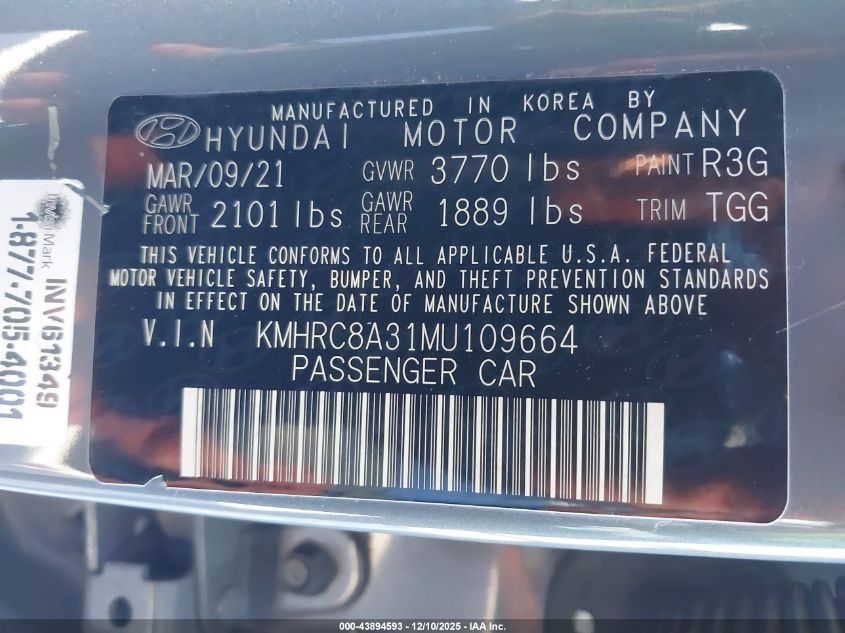 MANUFACTURED IN KOREA BY
HYUNDAI MOTOR COMPANY
MAR/09/21 GVWR 3770 lbs PAINT R3G
GAWR FRONT 2101 lbs GAWR REAR 1889 lbs TRIM TGG
THIS VEHICLE CONFORMS TO ALL APPLICABLE U.S.A. FEDERAL
MOTOR VEHICLE SAFETY, BUMPER, AND THEFT PREVENTION STANDARDS
IN EFFECT ON THE DATE OF MANUFACTURE SHOWN ABOVE
V.I.N KMHRC8A31MU109664
PASSENGER CAR
INV61349
Mark
1-877-705-4001
000-43894593 - 12/10/2025 - IAA Inc.